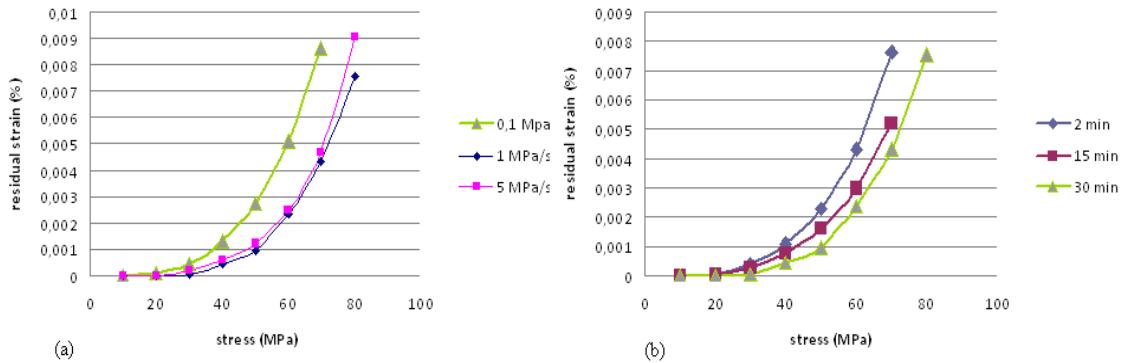 0,01
0,009
0,008
0,007
0,006
0,005
0,004
0,003
0,002
0,001
0
residual strain (%)
0 20 40 60 80 100
stress (MPa)
0,1 Mpa
1 MPa/s
5 MPa/s
(a)
0,009
0,008
0,007
0,006
0,005
0,004
0,003
0,002
0,001
0
residual strain (%)
0 20 40 60 80 100
stress (MPa)
2 min
15 min
30 min
(b)